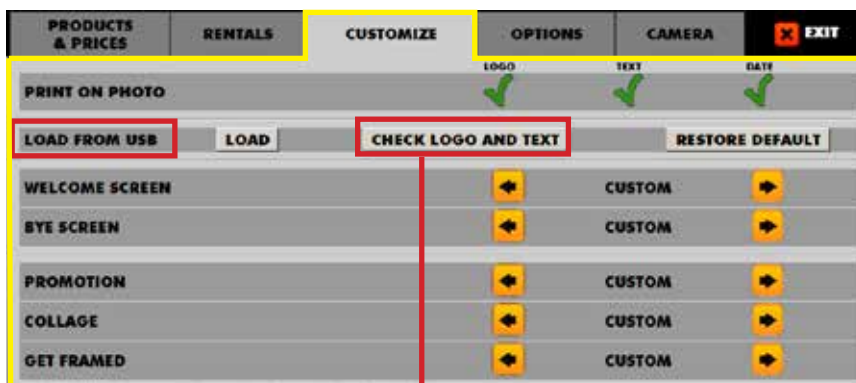 PRODUCTS & PRICES RENTALS CUSTOMIZE OPTIONS CAMERA X EXIT
LOGO TEXT DATE
PRINT ON PHOTO
LOAD FROM USB LOAD CHECK LOGO AND TEXT RESTORE DEFAULT
WELCOME SCREEN CUSTOM
BYE SCREEN CUSTOM
PROMOTION CUSTOM
COLLAGE CUSTOM
GET FRAMED CUSTOM